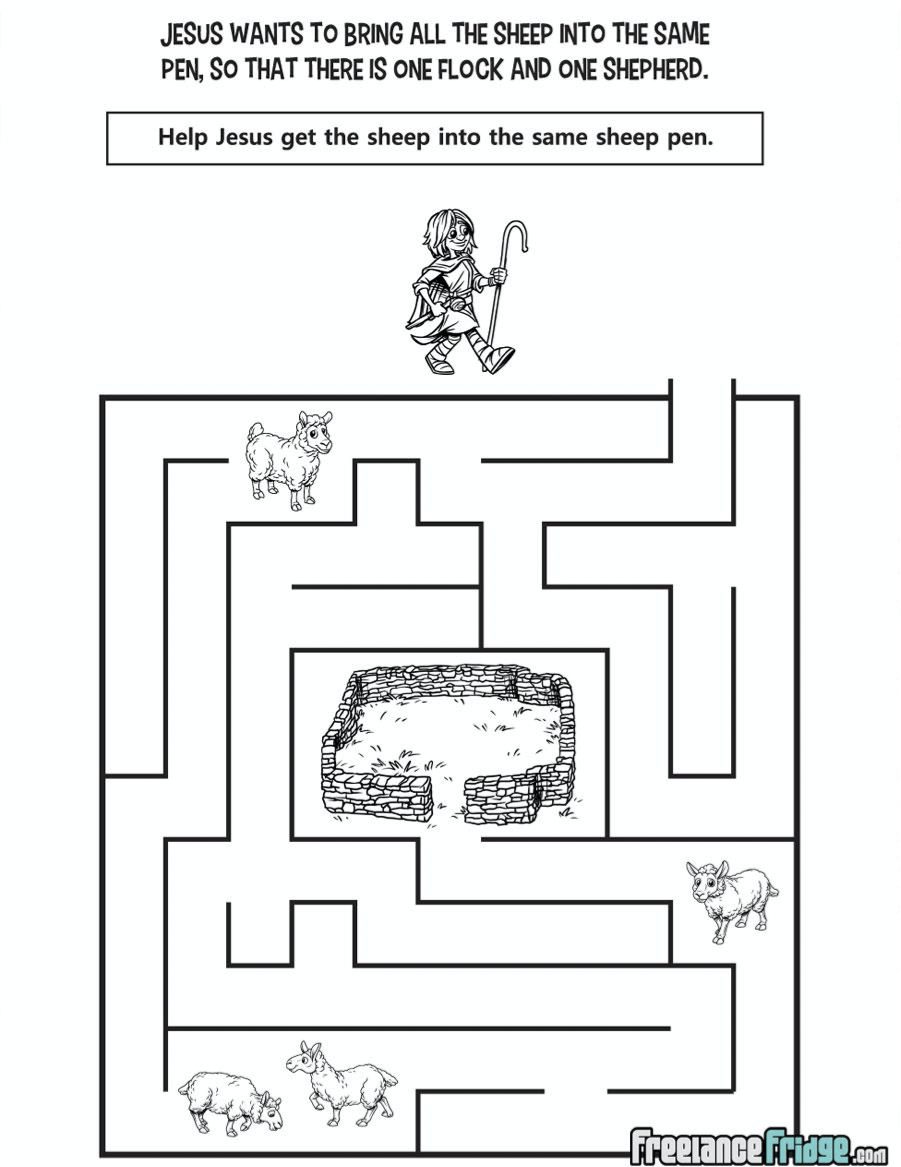 JESUS WANTS TO BRING ALL THE SHEEP INTO THE SAME
PEN, SO THAT THERE IS ONE FLOCK AND ONE SHEPHERD.
Help Jesus get the sheep into the same sheep pen.
FreelanceFridge.com